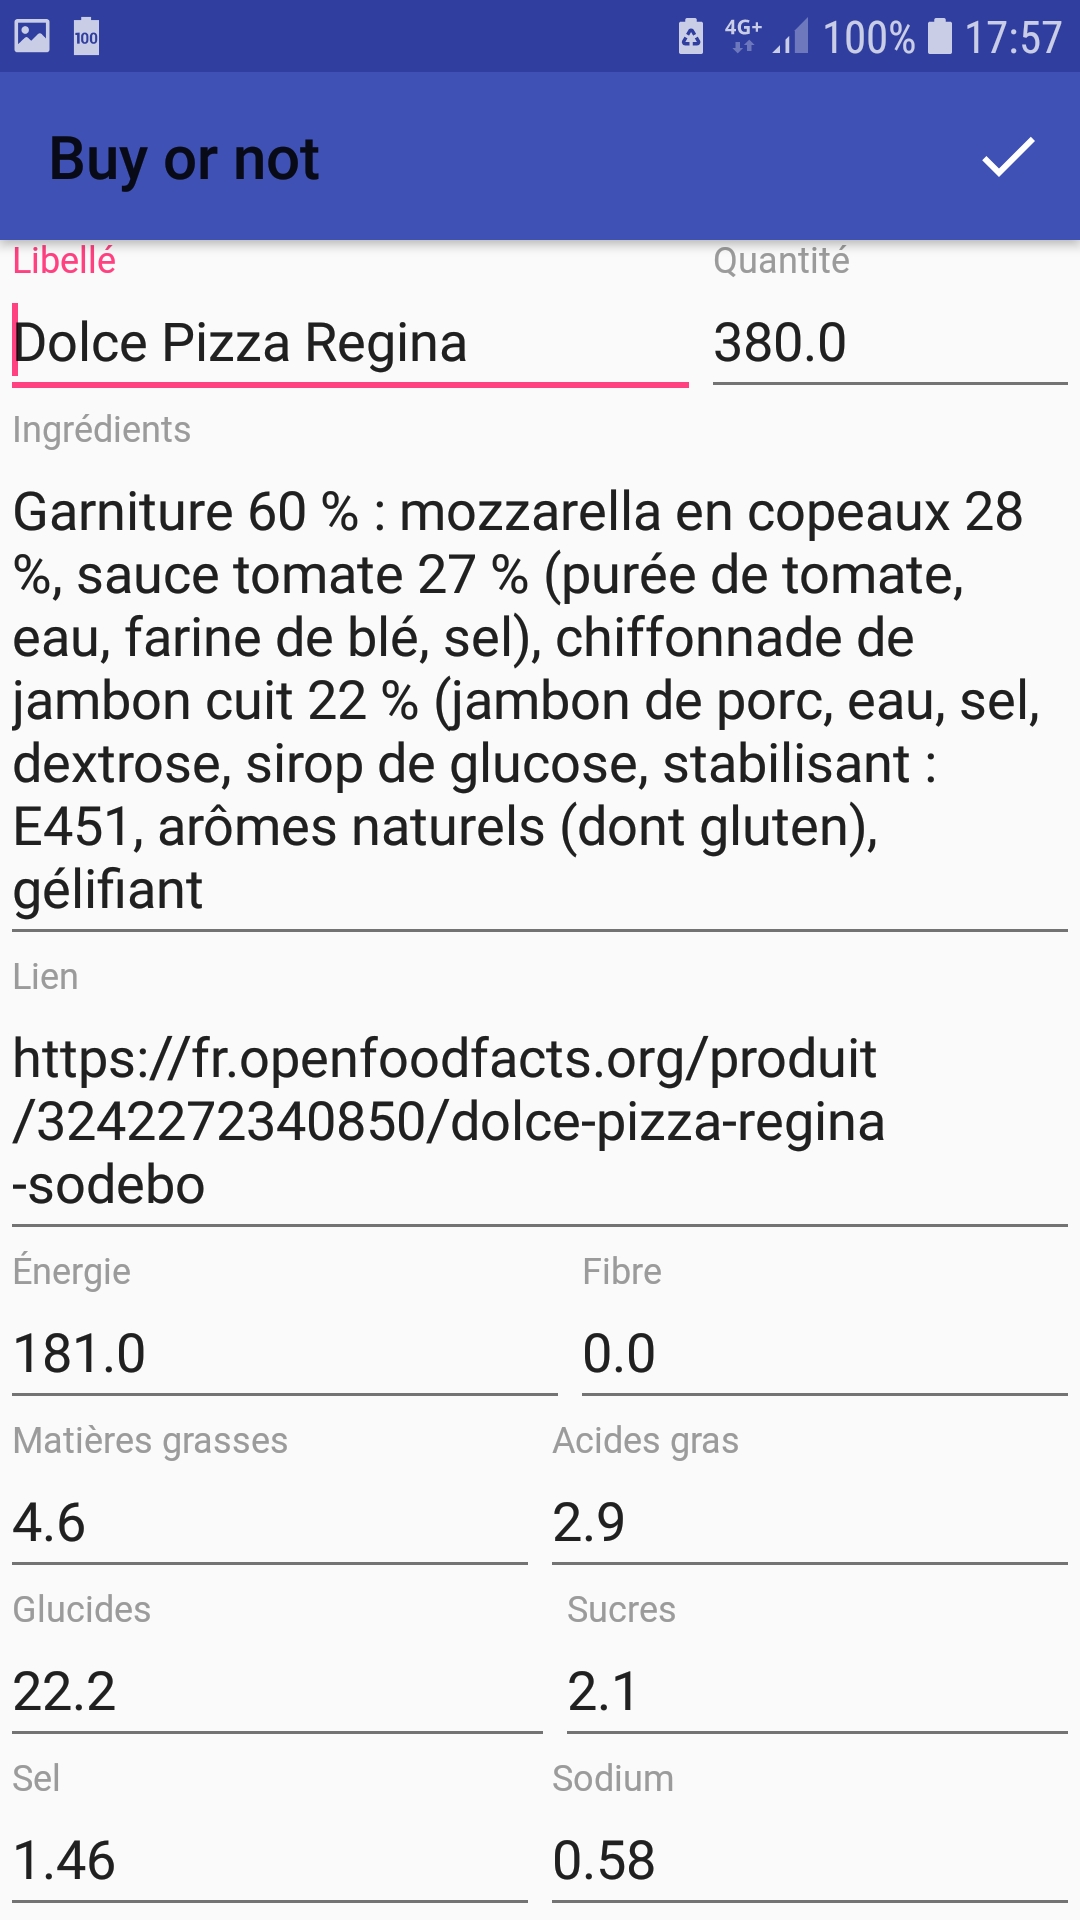 100 4G+ 100% 17:57
Buy or not
Libellé Quantité
Dolce Pizza Regina 380.0
Ingrédients
Garniture 60 % : mozzarella en copeaux 28
%, sauce tomate 27 % (purée de tomate,
eau, farine de blé, sel), chiffonnade de
jambon cuit 22 % (jambon de porc, eau, sel,
dextrose, sirop de glucose, stabilisant :
E451, arômes naturels (dont gluten),
gélifiant
Lien
https://fr.openfoodfacts.org/produit
/3242272340850/dolce-pizza-regina
-sodebo
Énergie Fibre
181.0 0.0
Matières grasses Acides gras
4.6 2.9
Glucides Sucres
22.2 2.1
Sel Sodium
1.46 0.58